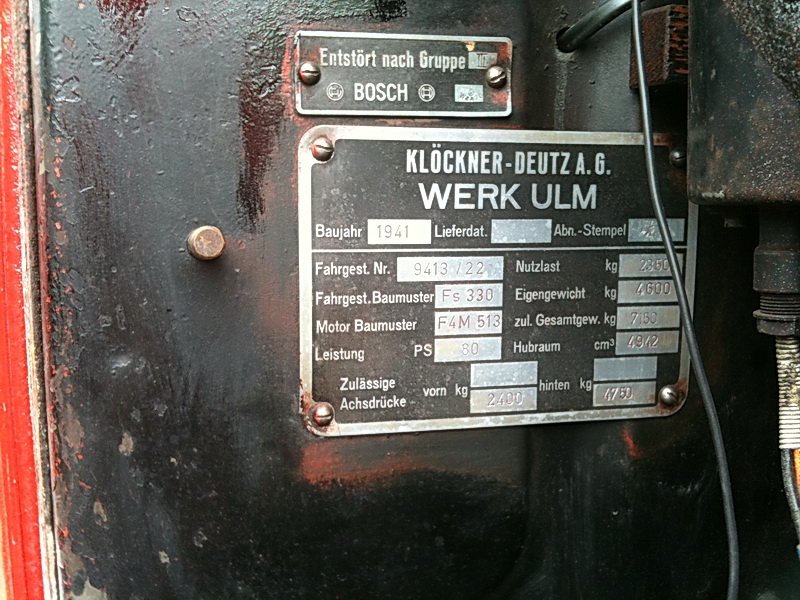 Entstört nach Gruppe
BOSCH
KLÖCKNER-DEUTZ A.G.
WERK ULM
Baujahr 1941 Lieferdat. Abn.-Stempel
Fahrgest. Nr. 9413/22 Nutzlast kg 2350
Fahrgest. Baumuster Fs 330 Eigengewicht kg 4600
Motor Baumuster F4M 513 zul. Gesamtgew. kg 7150
Leistung PS 80 Hubraum cm³ 4942
Zulässige Achsdrücke vorn kg 2400 hinten kg 4750